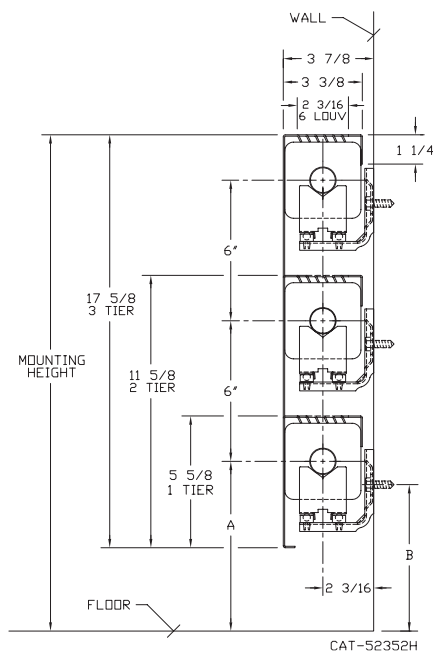 WALL
3 7/8
3 3/8
2 3/16
6 LOUV
1 1/4
6"
17 5/8
3 TIER
MOUNTING
HEIGHT
11 5/8
2 TIER
6"
5 5/8
1 TIER
A
B
2 3/16
FLOOR
CAT-52352H